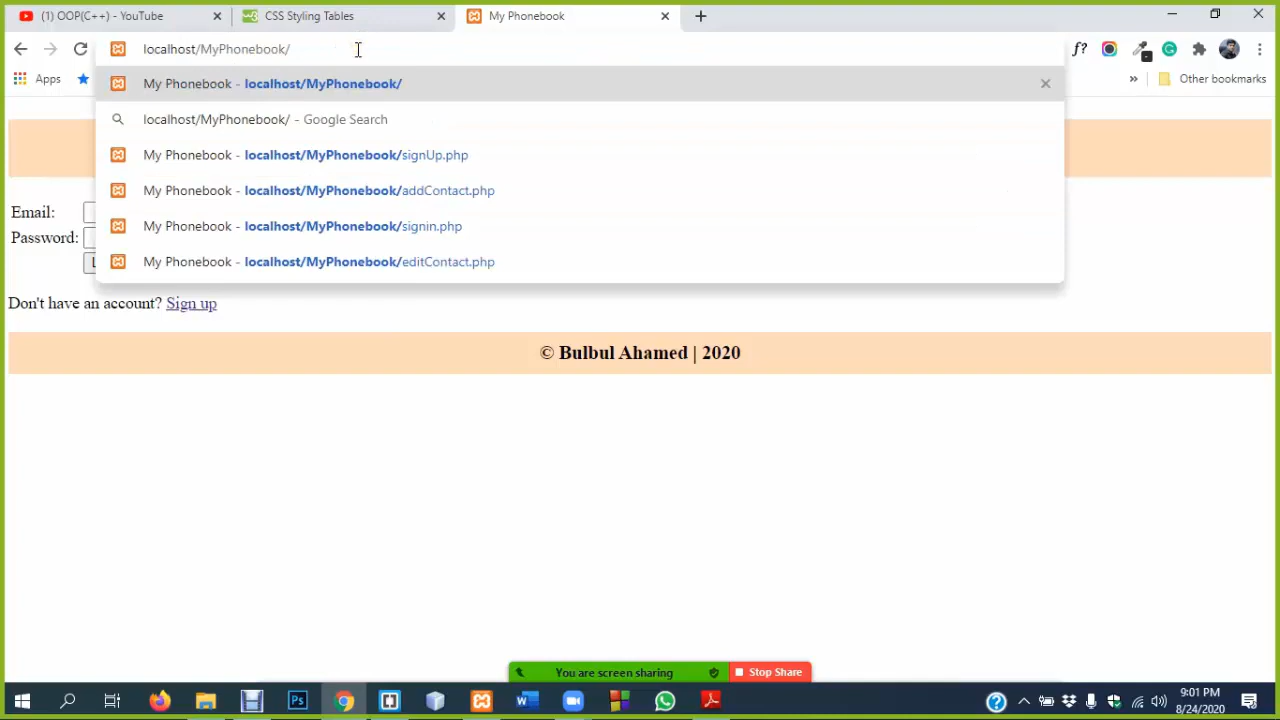 (1) OOP(C++) - YouTube
CSS Styling Tables
My Phonebook
localhost/MyPhonebook/
f?
My Phonebook - localhost/MyPhonebook/
localhost/MyPhonebook/ - Google Search
My Phonebook - localhost/MyPhonebook/signUp.php
My Phonebook - localhost/MyPhonebook/addContact.php
My Phonebook - localhost/MyPhonebook/signin.php
My Phonebook - localhost/MyPhonebook/editContact.php
Apps
» Other bookmarks
Email:
Password:
L
Don't have an account? Sign up
© Bulbul Ahamed | 2020
You are screen sharing
Stop Share
Ps
9:01 PM
8/24/2020